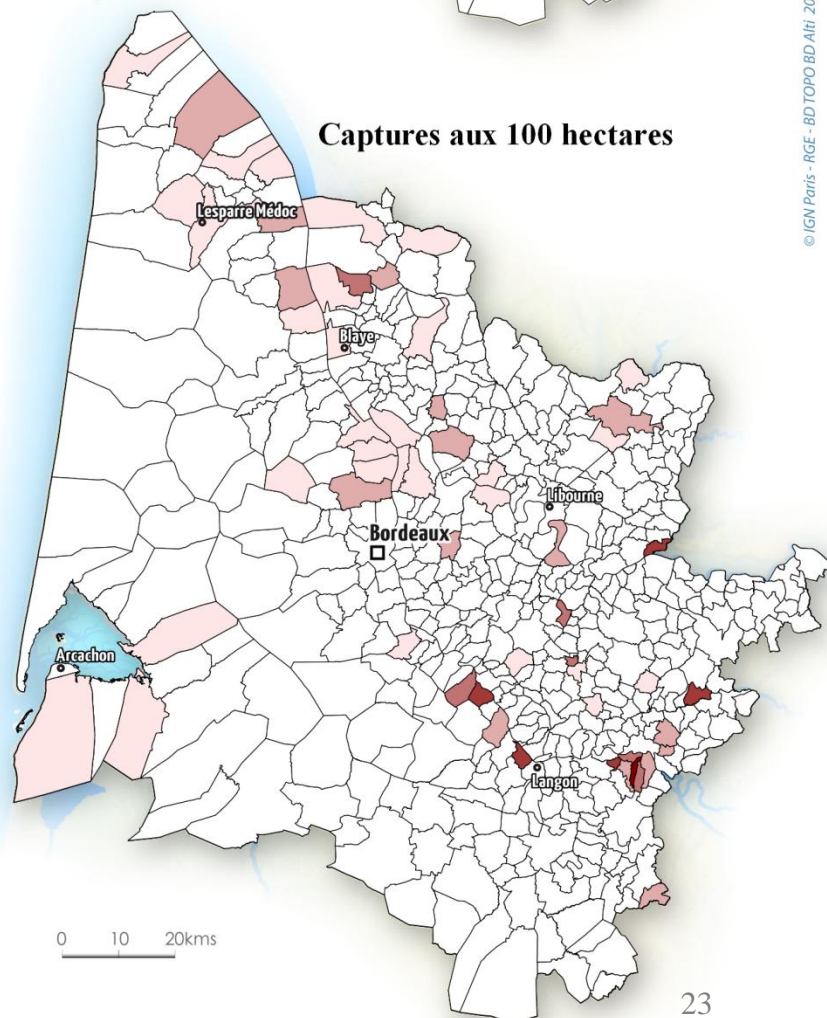 © IGN Paris - RGE - BD TOPO BD Alti
Captures aux 100 hectares
Lesparre Médoc
Blaye
Libourne
Bordeaux
Arcachon
Langon
0 10 20kms
23